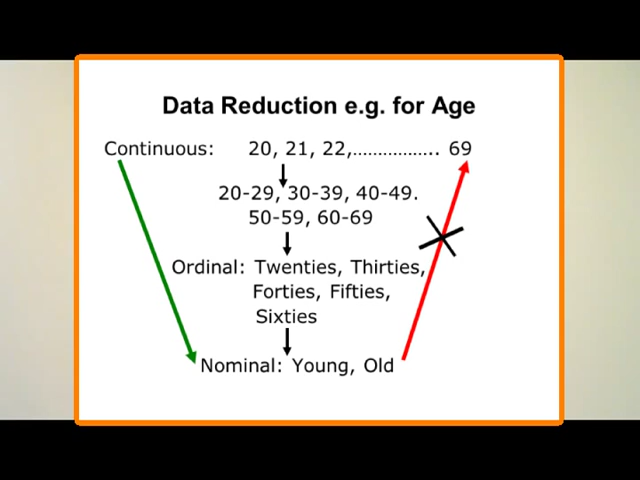 Data Reduction e.g. for Age
Continuous: 20, 21, 22,................. 69
20-29, 30-39, 40-49.
50-59, 60-69
Ordinal: Twenties, Thirties,
Forties, Fifties,
Sixties
Nominal: Young, Old